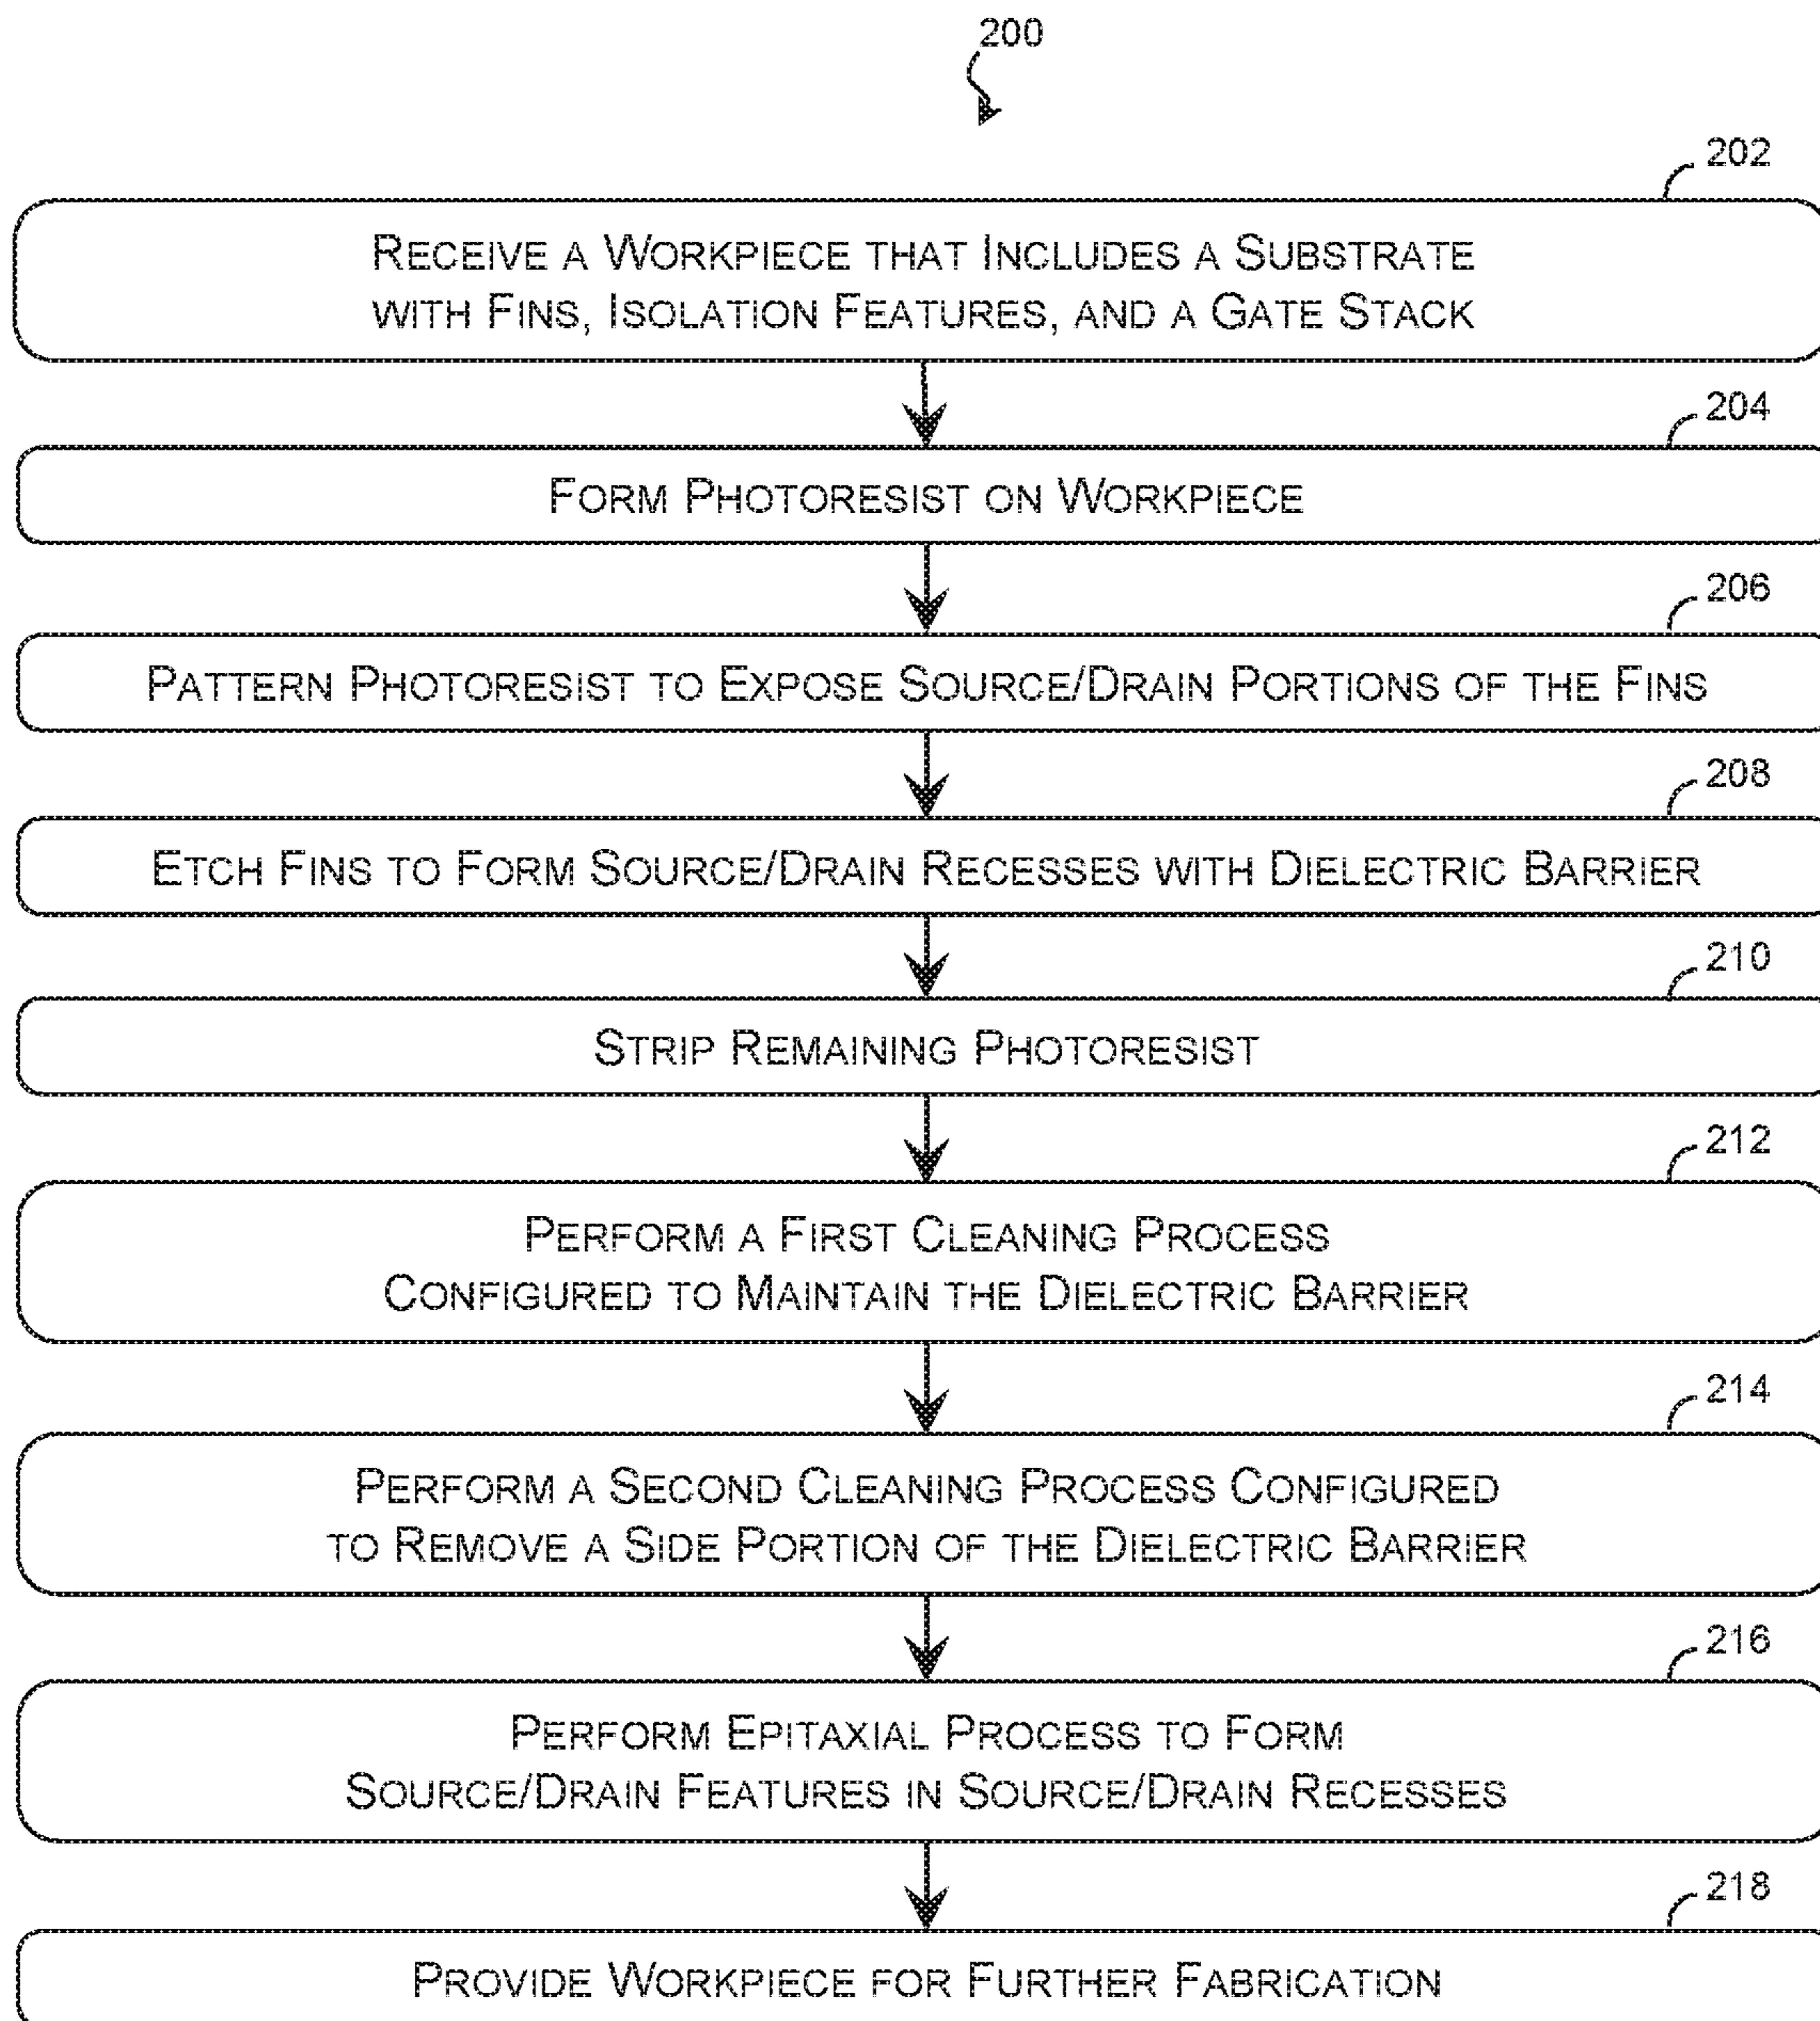 200
202
RECEIVE A WORKPIECE THAT INCLUDES A SUBSTRATE
WITH FINS, ISOLATION FEATURES, AND A GATE STACK
204
FORM PHOTORESIST ON WORKPIECE
206
PATTERN PHOTORESIST TO EXPOSE SOURCE/DRAIN PORTIONS OF THE FINS
208
ETCH FINS TO FORM SOURCE/DRAIN RECESSES WITH DIELECTRIC BARRIER
210
STRIP REMAINING PHOTORESIST
212
PERFORM A FIRST CLEANING PROCESS
CONFIGURED TO MAINTAIN THE DIELECTRIC BARRIER
214
PERFORM A SECOND CLEANING PROCESS CONFIGURED
TO REMOVE A SIDE PORTION OF THE DIELECTRIC BARRIER
216
PERFORM EPITAXIAL PROCESS TO FORM
SOURCE/DRAIN FEATURES IN SOURCE/DRAIN RECESSES
218
PROVIDE WORKPIECE FOR FURTHER FABRICATION